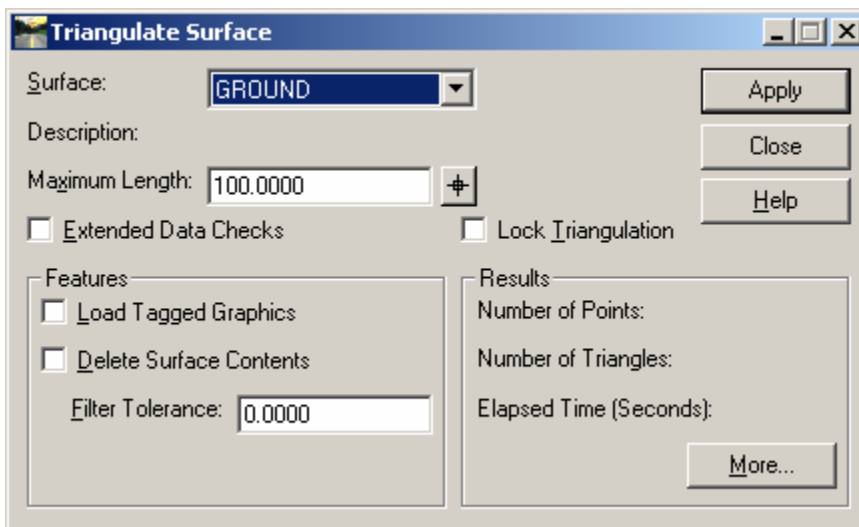 Triangulate Surface
Surface: GROUND Apply
Description: Close
Maximum Length: 100.0000 Help
Extended Data Checks Lock Triangulation
Features Results
Load Tagged Graphics Number of Points:
Delete Surface Contents Number of Triangles:
Filter Tolerance: 0.0000 Elapsed Time (Seconds):
More...